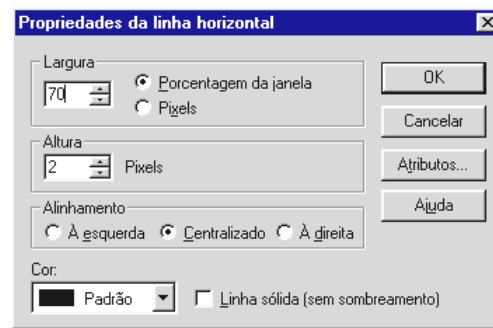 Propriedades da linha horizontal
Largura
70
Porcentagem da janela
Pixels
Altura
2 Pixels
Alinhamento
À esquerda Centralizado À direita
Cor:
Padrão Linha sólida (sem sombreamento)
OK
Cancelar
Atributos...
Ajuda